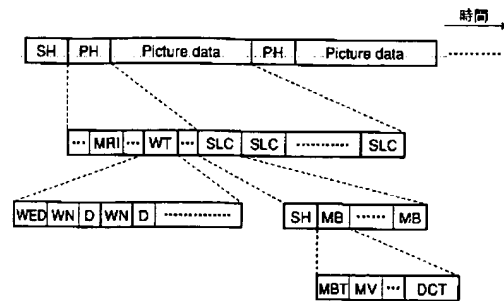 時間
SH PH Picture data PH Picture data ............
... MRI ... WT ... SLC SLC ............ SLC
WED WN D WN D ............
SH MB ...... MB
MBT MV ... DCT